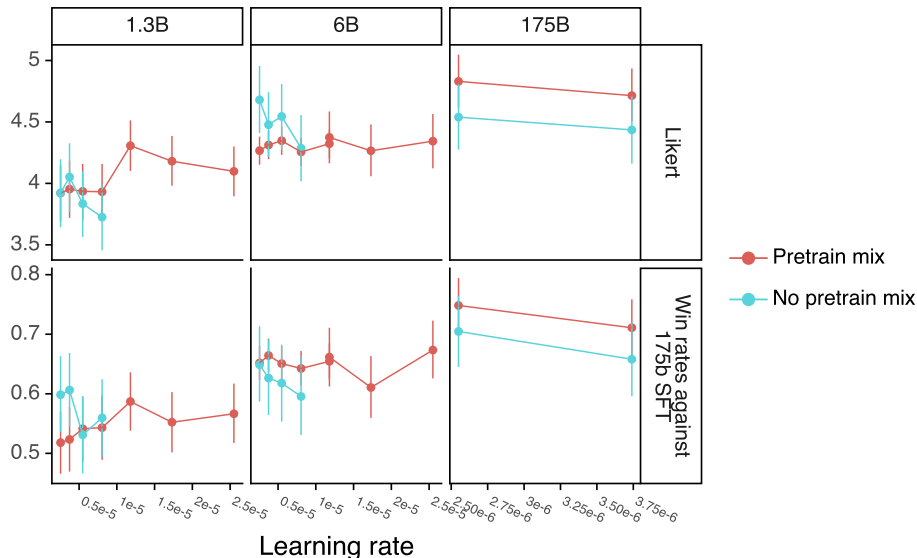 1.3B
6B
175B
5
4.5
4
3.5
Likert
0.8
0.7
0.6
0.5
Win rates against
175b SFT
Pretrain mix
No pretrain mix
0.5e-5
1e-5
1.5e-5
2e-5
2.5e-5
0.5e-5
1e-5
1.5e-5
2e-5
2.5e-5
2.50e-6
2.75e-6
3e-6
3.25e-6
3.50e-6
3.75e-6
Learning rate